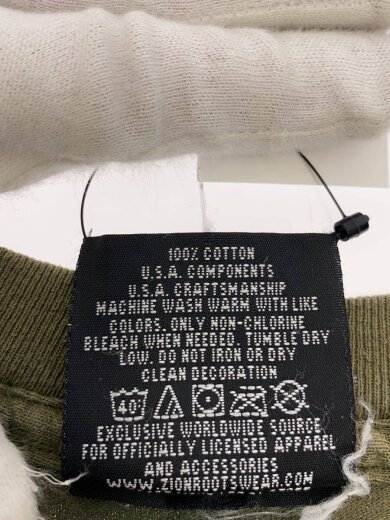 100% COTTON
U.S.A. COMPONENTS
U.S.A. CRAFTSMANSHIP
MACHINE WASH WARM WITH LIKE
COLORS. ONLY NON-CHLORINE
BLEACH WHEN NEEDED. TUMBLE DRY
LOW. DO NOT IRON OR DRY
CLEAN DECORATION
40°
EXCLUSIVE WORLDWIDE SOURCE
FOR OFFICIALLY LICENSED APPAREL
AND ACCESSORIES
WWW.ZIONROOTSWEAR.COM